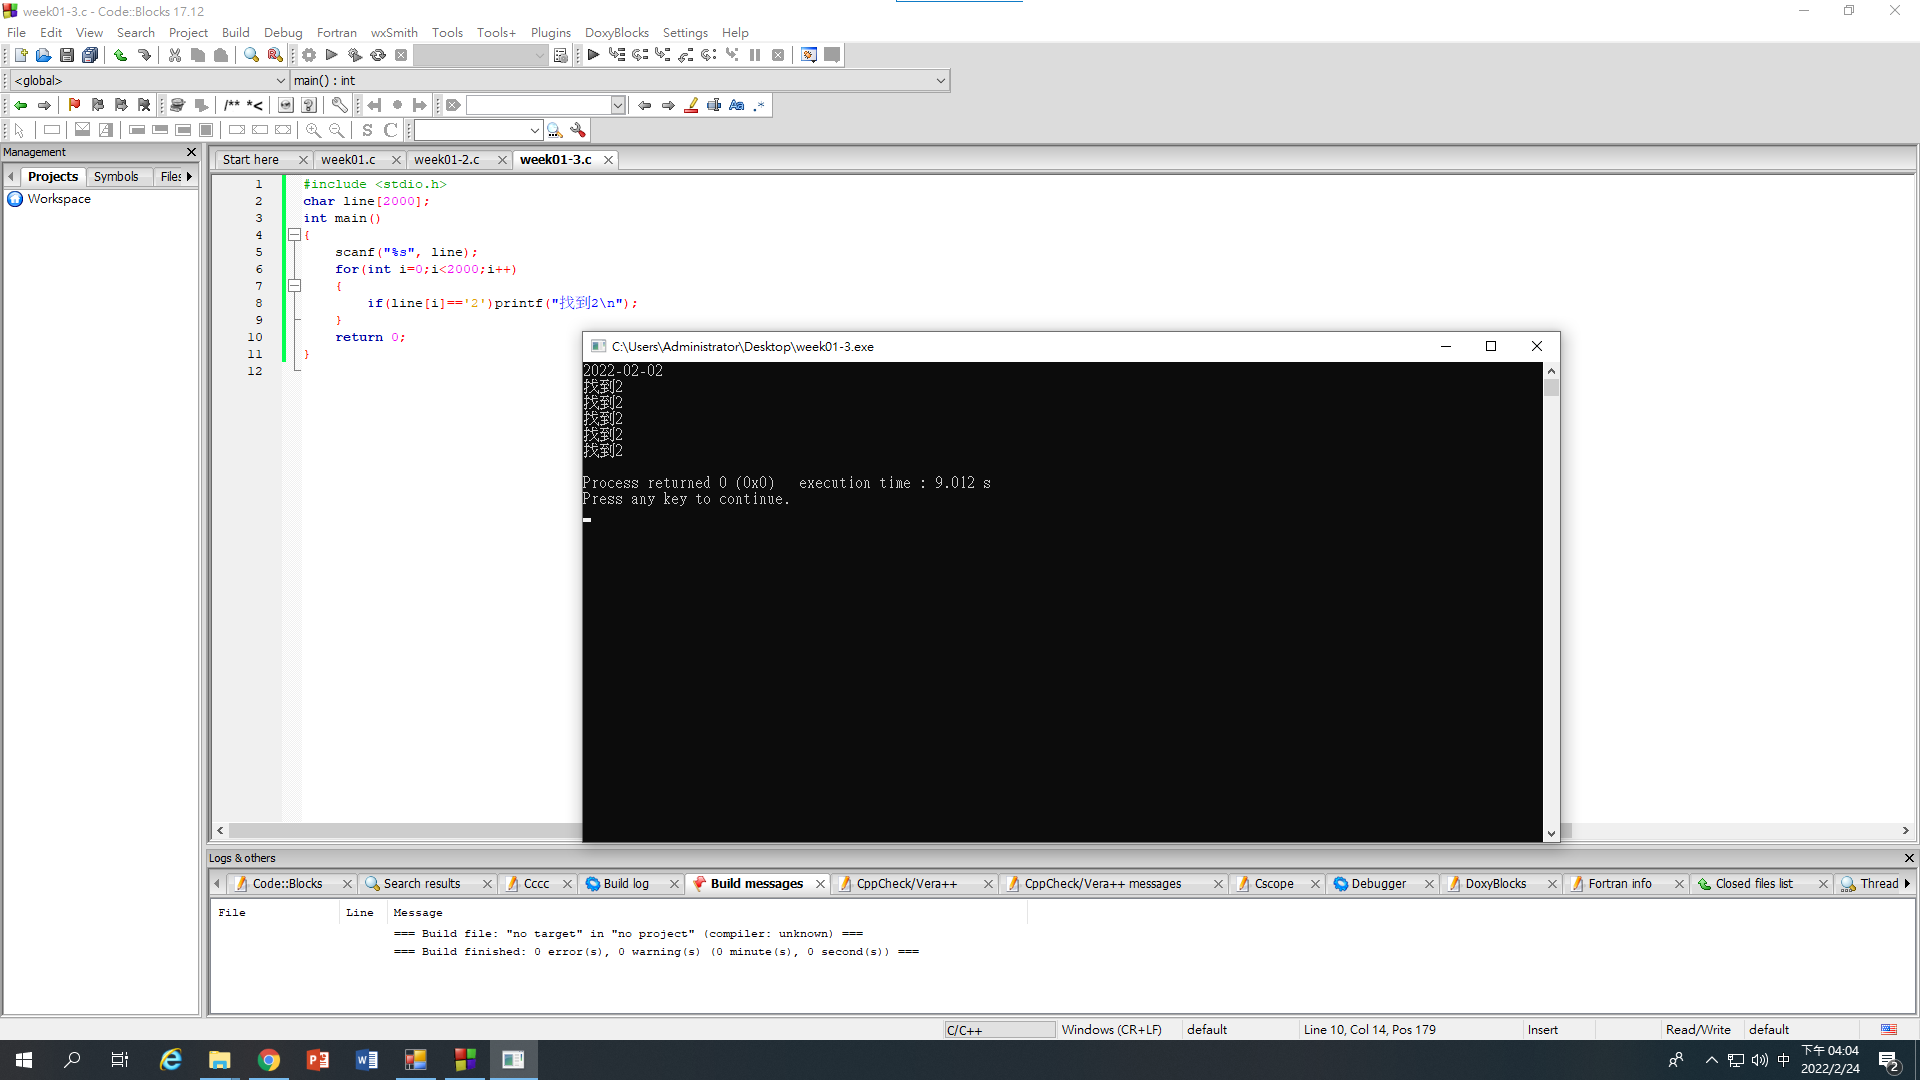 week01-3.c - Code::Blocks 17.12
File Edit View Search Project Build Debug Fortran wxSmith Tools Tools+ Plugins DoxyBlocks Settings Help
<global> main() : int
/** *<
S C
Management
Projects Symbols Files
Workspace
Start here week01.c week01-2.c week01-3.c
1 #include <stdio.h>
2 char line[2000];
3 int main()
4 {
5 scanf("%s", line);
6 for(int i=0;i<2000;i++)
7 {
8 if(line[i]=='2')printf("找到2\n");
9 }
10 return 0;
11 }
12
C:\Users\Administrator\Desktop\week01-3.exe
2022-02-02
找到2
找到2
找到2
找到2
找到2
Process returned 0 (0x0) execution time : 9.012 s
Press any key to continue.
Logs & others
Code::Blocks Search results Cccc Build log Build messages CppCheck/Vera++ CppCheck/Vera++ messages Cscope Debugger DoxyBlocks Fortran info Closed files list Thread
File Line Message
=== Build file: "no target" in "no project" (compiler: unknown) ===
=== Build finished: 0 error(s), 0 warning(s) (0 minute(s), 0 second(s)) ===
C/C++ Windows (CR+LF) default Line 10, Col 14, Pos 179 Insert Read/Write default
中 下午 04:04
2022/2/24
2